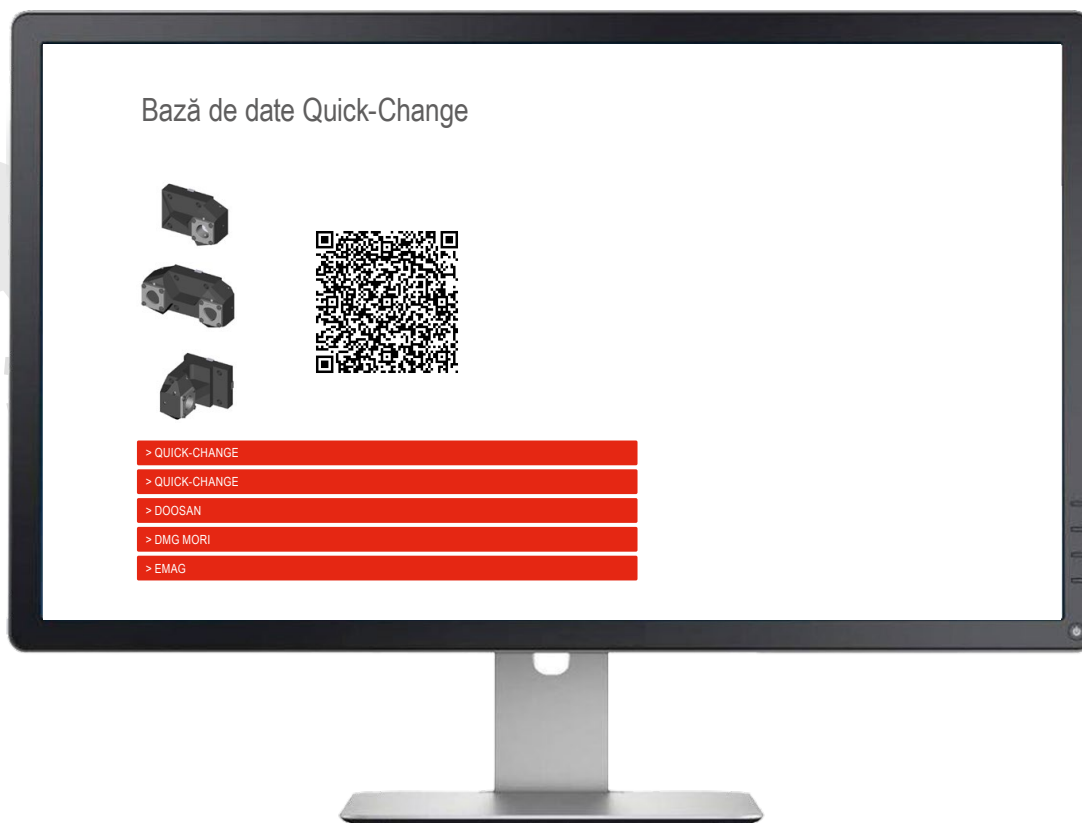 Bază de date Quick-Change
> QUICK-CHANGE
> QUICK-CHANGE
> DOOSAN
> DMG MORI
> EMAG